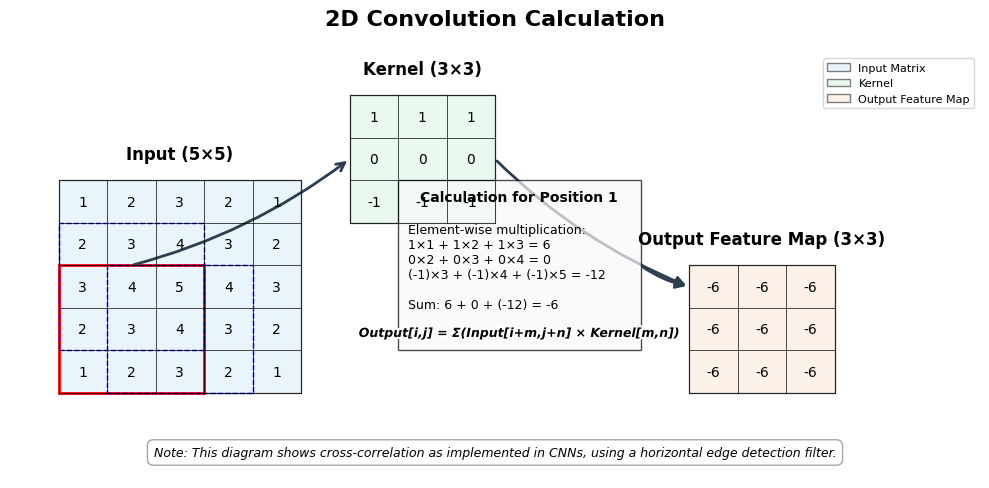 2D Convolution Calculation
Kernel (3×3)
1 1 1
0 0 0
-1 -1 -1
Input Matrix
Kernel
Output Feature Map
Input (5×5)
1 2 3 2 1
2 3 4 3 2
3 4 5 4 3
2 3 4 3 2
1 2 3 2 1
Calculation for Position 1
Element-wise multiplication:
1×1 + 1×2 + 1×3 = 6
0×2 + 0×3 + 0×4 = 0
(-1)×3 + (-1)×4 + (-1)×5 = -12
Sum: 6 + 0 + (-12) = -6
Output[i,j] = Σ(Input[i+m,j+n] × Kernel[m,n])
Output Feature Map (3×3)
-6 -6 -6
-6 -6 -6
-6 -6 -6
Note: This diagram shows cross-correlation as implemented in CNNs, using a horizontal edge detection filter.